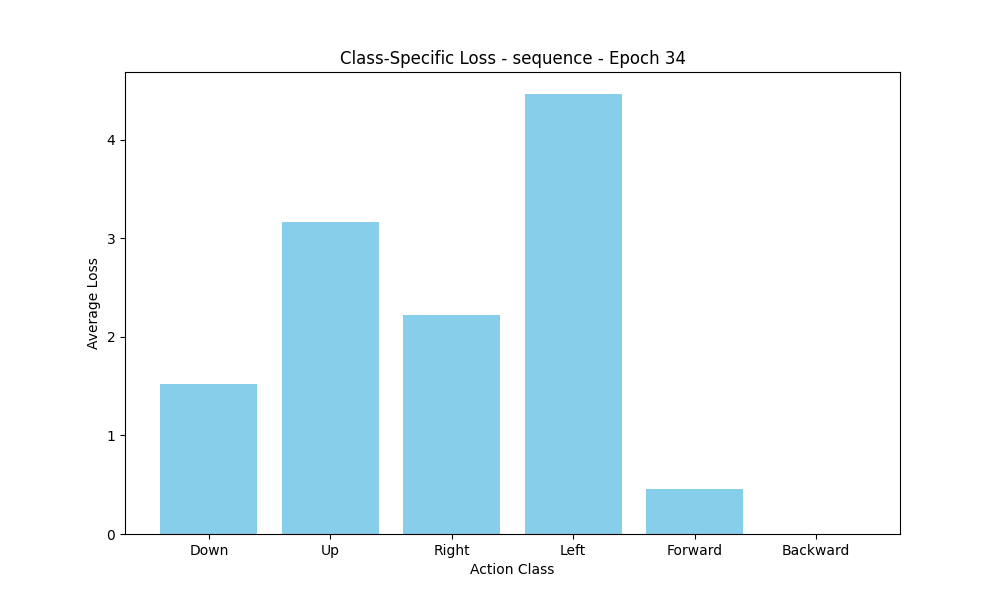 Class-Specific Loss - sequence - Epoch 34
4
3
2
1
0
Average Loss
Down Up Right Left Forward Backward
Action Class